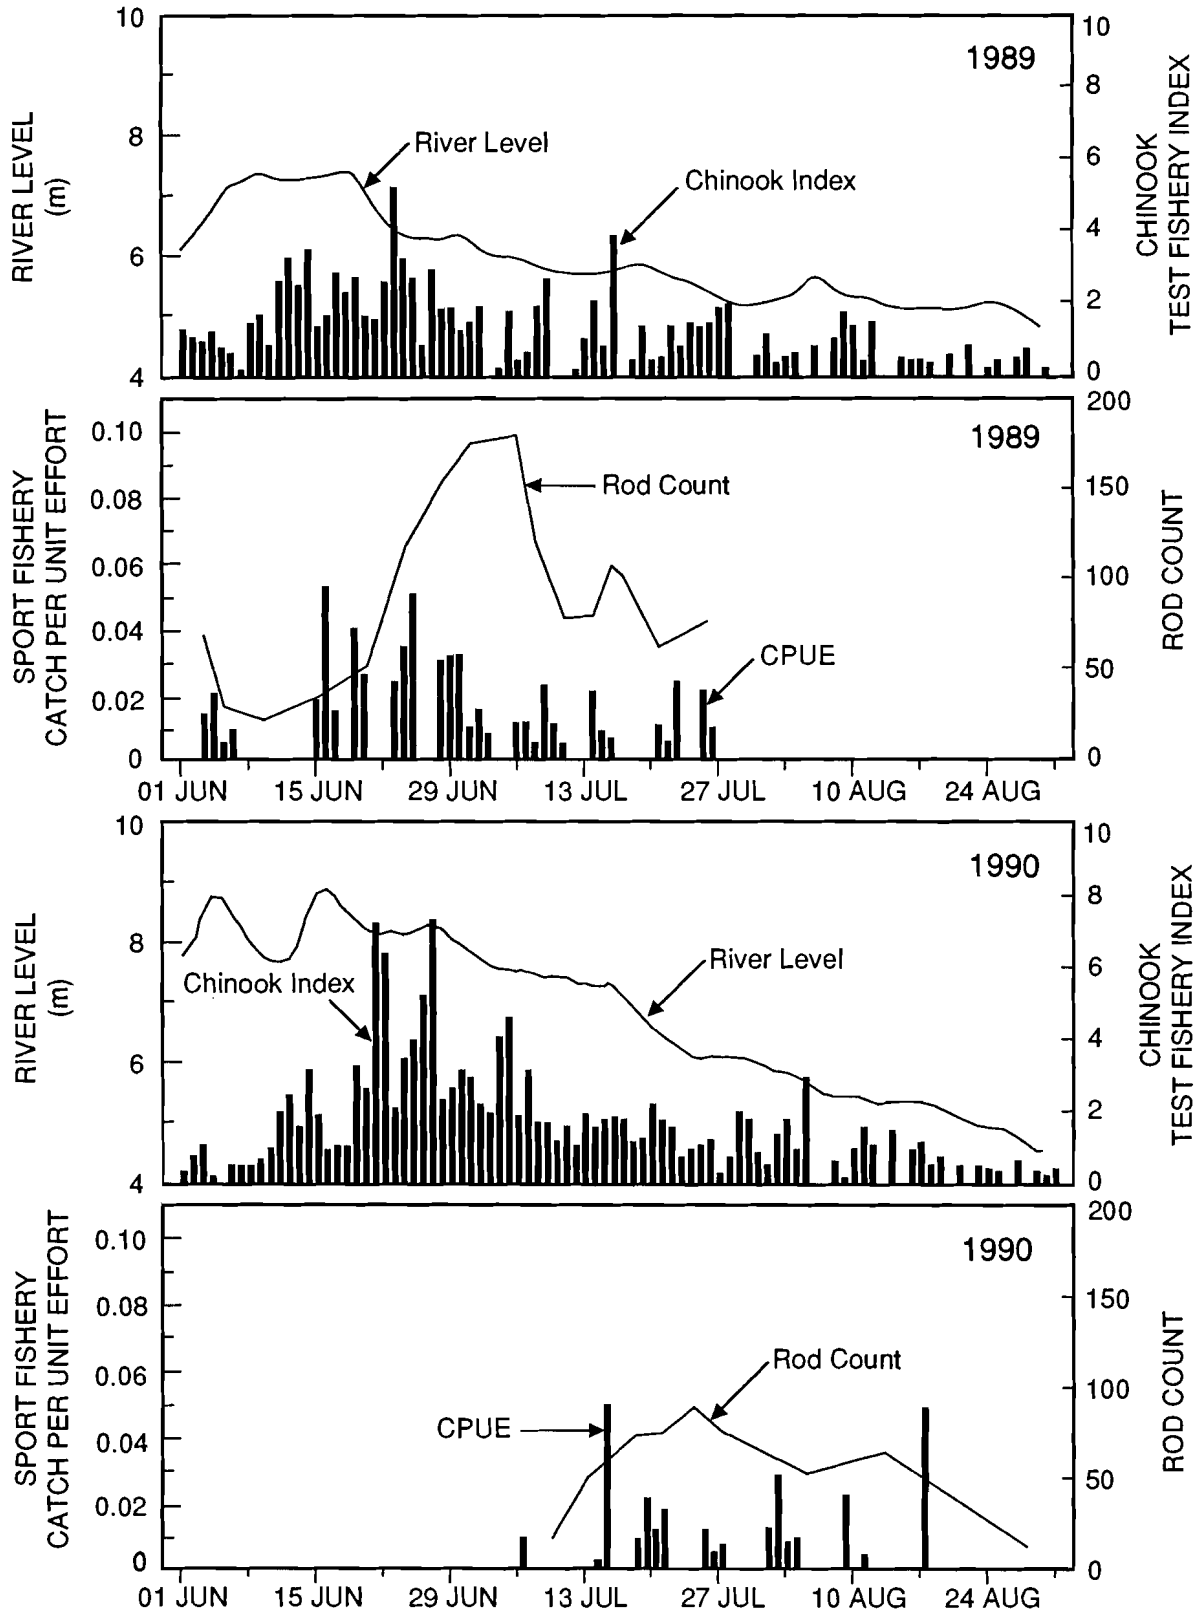 10
8
6
4
RIVER LEVEL
(m)
1989
River Level
Chinook Index
10
8
6
4
2
0
CHINOOK
TEST FISHERY INDEX
0.10
0.08
0.06
0.04
0.02
0
SPORT FISHERY
CATCH PER UNIT EFFORT
1989
Rod Count
CPUE
200
150
100
50
0
ROD COUNT
01 JUN 15 JUN 29 JUN 13 JUL 27 JUL 10 AUG 24 AUG
10
8
6
4
RIVER LEVEL
(m)
1990
River Level
Chinook Index
10
8
6
4
2
0
CHINOOK
TEST FISHERY INDEX
0.10
0.08
0.06
0.04
0.02
0
SPORT FISHERY
CATCH PER UNIT EFFORT
1990
Rod Count
CPUE
200
150
100
50
0
ROD COUNT
01 JUN 15 JUN 29 JUN 13 JUL 27 JUL 10 AUG 24 AUG